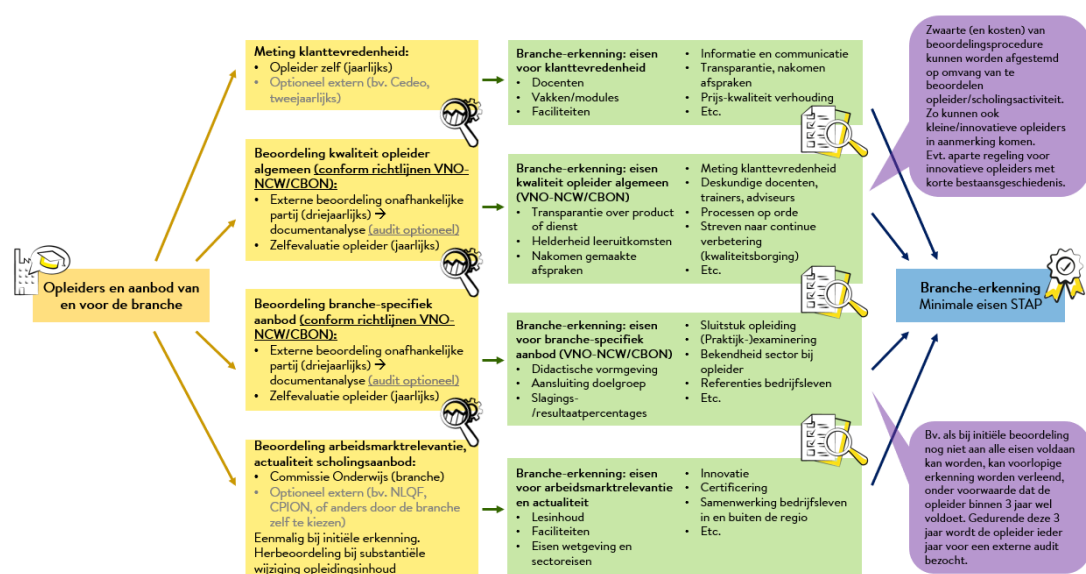 Opleiders en aanbod van
en voor de branche
Meting klanttevredenheid:
• Opleider zelf (jaarlijks)
• Optioneel extern (bv. Cedeo,
tweejaarlijks)
Beoordeling kwaliteit opleider
algemeen (conform richtlijnen VNO-
NCW/CBON):
• Externe beoordeling onafhankelijke
partij (driejaarlijks) →
documentanalyse (audit optioneel)
• Zelfevaluatie opleider (jaarlijks)
Beoordeling branche-specifiek
aanbod (conform richtlijnen VNO-
NCW/CBON):
• Externe beoordeling onafhankelijke
partij (driejaarlijks) →
documentanalyse (audit optioneel)
• Zelfevaluatie opleider (jaarlijks)
Beoordeling arbeidsmarktrelevantie,
actualiteit scholingsaanbod:
• Commissie Onderwijs (branche)
• Optioneel extern (bv. NLQF,
CPION, of anders door de branche
zelf te kiezen)
Eenmalig bij initiële erkenning.
Herbeoordeling bij substantiële
wijziging opleidingsinhoud
Branche-erkenning: eisen
voor klanttevredenheid
• Docenten
• Vakken/modules
• Faciliteiten
• Informatie en communicatie
• Transparantie, nakomen
afspraken
• Prijs-kwaliteit verhouding
• Etc.
Branche-erkenning: eisen
kwaliteit opleider algemeen
(VNO-NCW/CBON)
• Transparantie over product
of dienst
• Helderheid leeruitkomsten
• Nakomen gemaakte
afspraken
• Meting klanttevredenheid
• Deskundige docenten,
trainers, adviseurs
• Processen op orde
• Streven naar continue
verbetering
(kwaliteitsborging)
• Etc.
Branche-erkenning: eisen
voor branche-specifiek
aanbod (VNO-NCW/CBON)
• Didactische vormgeving
• Aansluiting doelgroep
• Slagings-
/resultaatpercentages
• Sluitstuk opleiding
• (Praktijk-)examinering
• Bekendheid sector bij
opleider
• Referenties bedrijfsleven
• Etc.
Branche-erkenning: eisen
voor arbeidsmarktrelevantie
en actualiteit
• Lesinhoud
• Faciliteiten
• Eisen wetgeving en
sectoreisen
• Innovatie
• Certificering
• Samenwerking bedrijfsleven
in en buiten de regio
• Etc.
Zwaarte (en kosten) van
beoordelingsprocedure
kunnen worden afgestemd
op omvang van te
beoordelen
opleider/scholingsactiviteit.
Zo kunnen ook
kleine/innovatieve opleiders
in aanmerking komen.
Evt. aparte regeling voor
innovatieve opleiders met
korte bestaansgeschiedenis.
Branche-erkenning
Minimale eisen STAP
Bv. als bij initiële beoordeling
nog niet aan alle eisen voldaan
kan worden, kan voorlopige
erkenning worden verleend,
onder voorwaarde dat de
opleider binnen 3 jaar wel
voldoet. Gedurende deze 3
jaar wordt de opleider ieder
jaar voor een externe audit
bezocht.